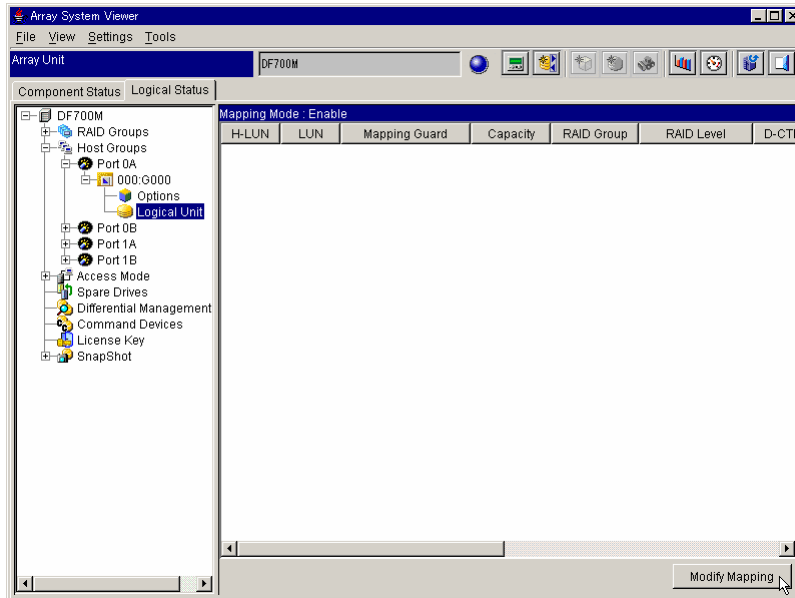 Array System Viewer
File View Settings Tools
Array Unit
DF700M
Component Status Logical Status
DF700M
RAID Groups
Host Groups
Port 0A
000:G000
Options
Logical Unit
Port 0B
Port 1A
Port 1B
Access Mode
Spare Drives
Differential Management
Command Devices
License Key
SnapShot
Mapping Mode : Enable
H-LUN LUN Mapping Guard Capacity RAID Group RAID Level D-CTL
Modify Mapping